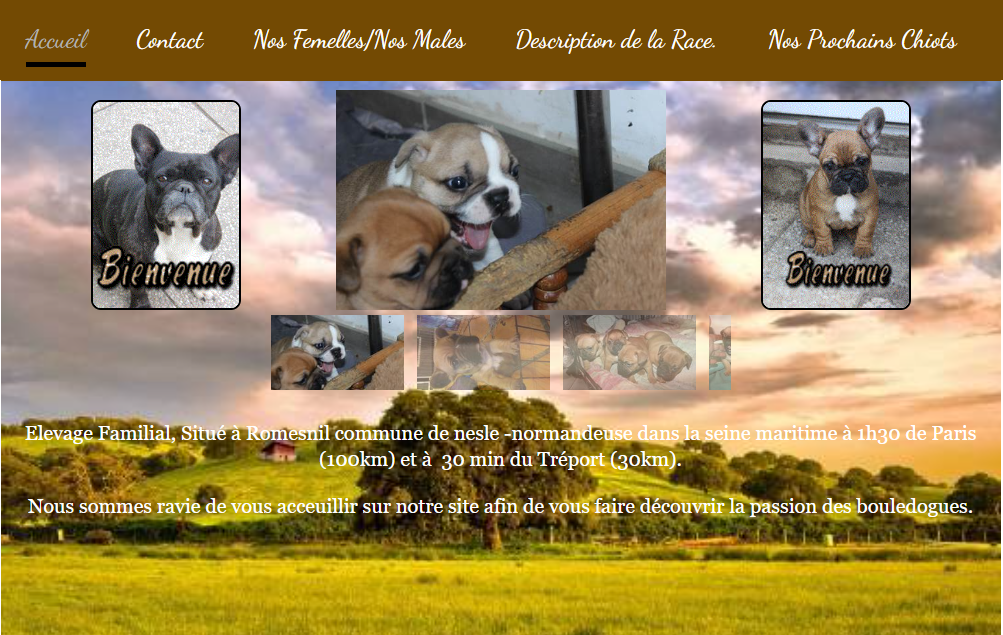 Accueil Contact Nos Femelles/Nos Males Description de la Race. Nos Prochains Chiots
Bienvenue Bienvenue
Elevage Familial, Situé à Romesnil commune de nesle -normandeuse dans la seine maritime à 1h30 de Paris
(100km) et à  30 min du Tréport (30km).
Nous sommes ravie de vous acceuillir sur notre site afin de vous faire découvrir la passion des bouledogues.